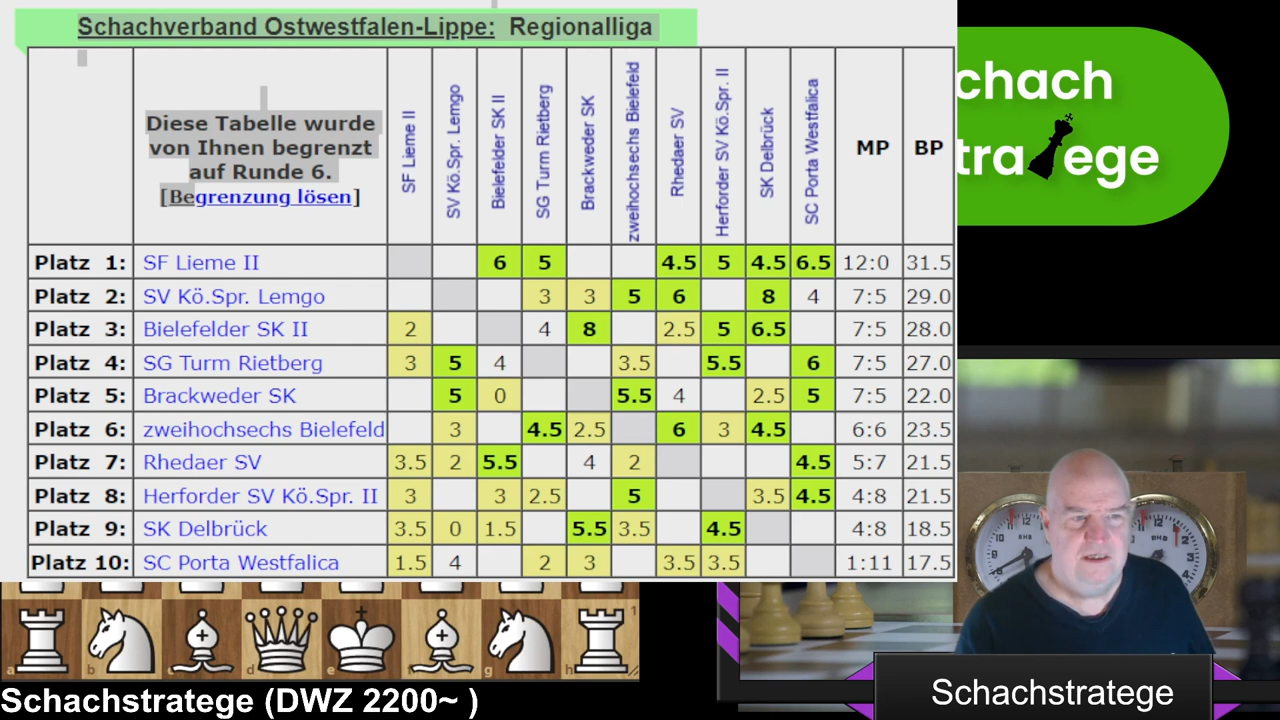 Schachverband Ostwestfalen-Lippe: Regionalliga
Diese Tabelle wurde
von Ihnen begrenzt
auf Runde 6.
[Begrenzung lösen]
SF Lieme II
SV Kö.Spr. Lemgo
Bielefelder SK II
SG Turm Rietberg
Brackweder SK
zweihochsechs Bielefeld
Rhedaer SV
Herforder SV Kö.Spr. II
SK Delbrück
SC Porta Westfalica
MP BP
Platz 1: SF Lieme II 6 5 4.5 5 4.5 6.5 12:0 31.5
Platz 2: SV Kö.Spr. Lemgo 3 3 5 6 8 4 7:5 29.0
Platz 3: Bielefelder SK II 2 4 8 2.5 5 6.5 7:5 28.0
Platz 4: SG Turm Rietberg 3 5 4 3.5 5.5 6 7:5 27.0
Platz 5: Brackweder SK 5 0 5.5 4 2.5 5 7:5 22.0
Platz 6: zweihochsechs Bielefeld 3 4.5 2.5 6 3 4.5 6:6 23.5
Platz 7: Rhedaer SV 3.5 2 5.5 4 2 4.5 5:7 21.5
Platz 8: Herforder SV Kö.Spr. II 3 3 2.5 5 3.5 4.5 4:8 21.5
Platz 9: SK Delbrück 3.5 0 1.5 5.5 3.5 4.5 4:8 18.5
Platz 10: SC Porta Westfalica 1.5 4 2 3 3.5 3.5 1:11 17.5
chach
tra ege
1
a b d e f g h
Schachstratege (DWZ 2200~ )
Schachstratege